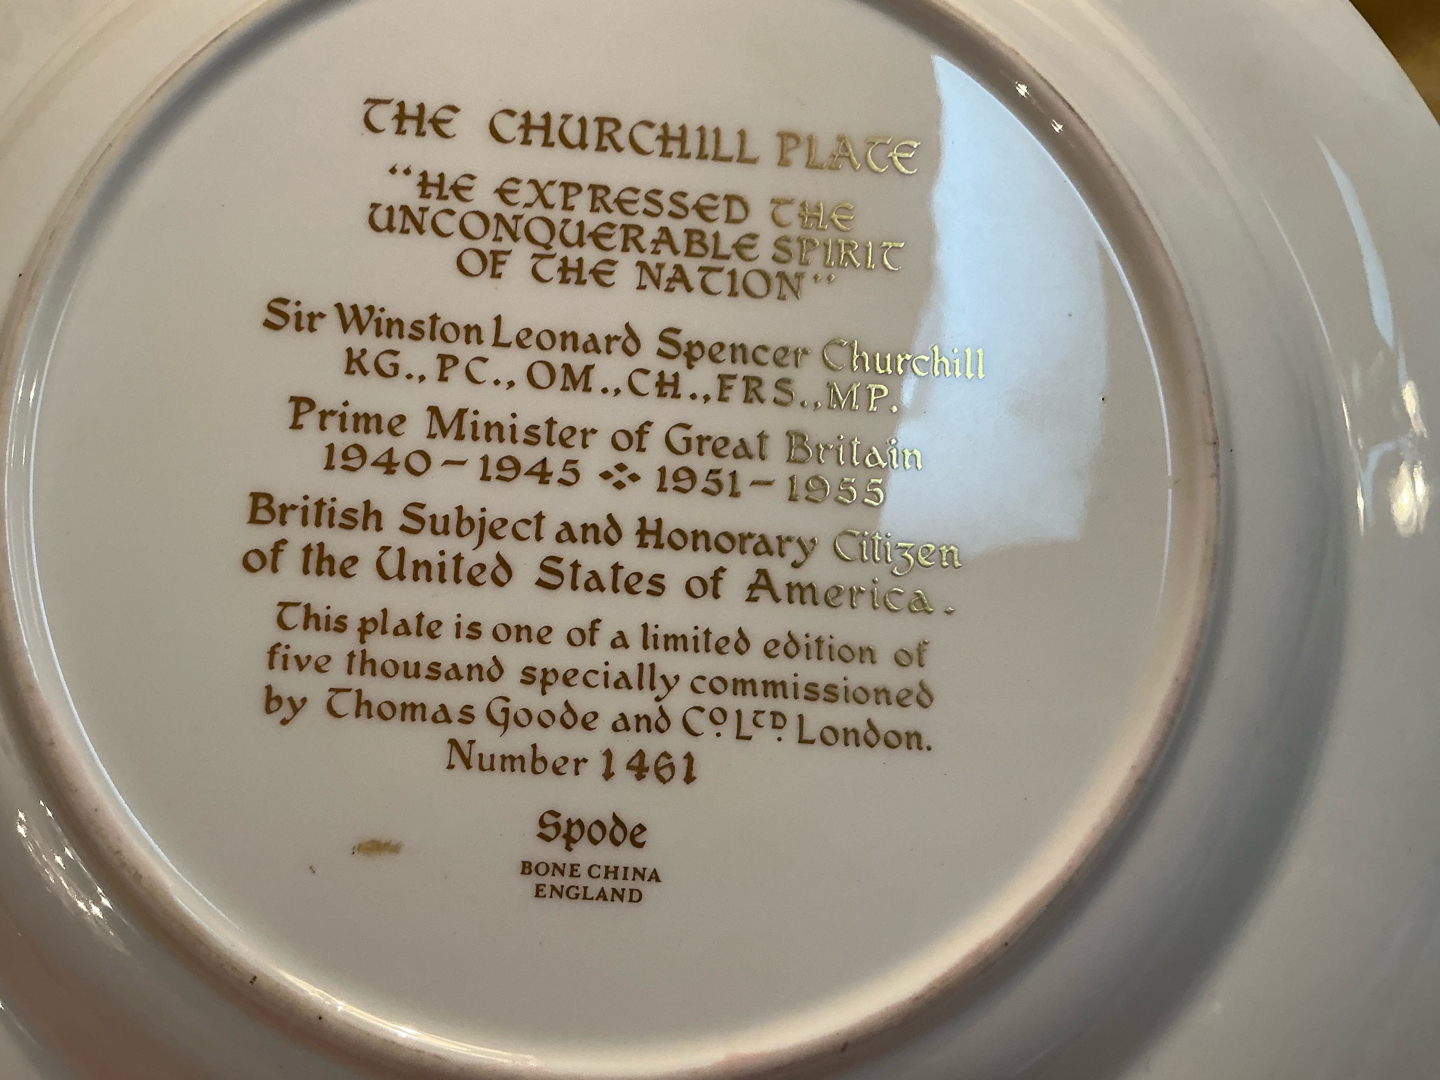 THE CHURCHILL PLATE
“HE EXPRESSED THE
UNCONQUERABLE SPIRIT
OF THE NATION”
Sir Winston Leonard Spencer Churchill
KG., PC., OM., CH., FRS., MP.
Prime Minister of Great Britain
1940 – 1945 ⁘ 1951 – 1955
British Subject and Honorary Citizen
of the United States of America.
This plate is one of a limited edition of
five thousand specially commissioned
by Thomas Goode and Co. LTD. London.
Number 1461
Spode
BONE CHINA
ENGLAND